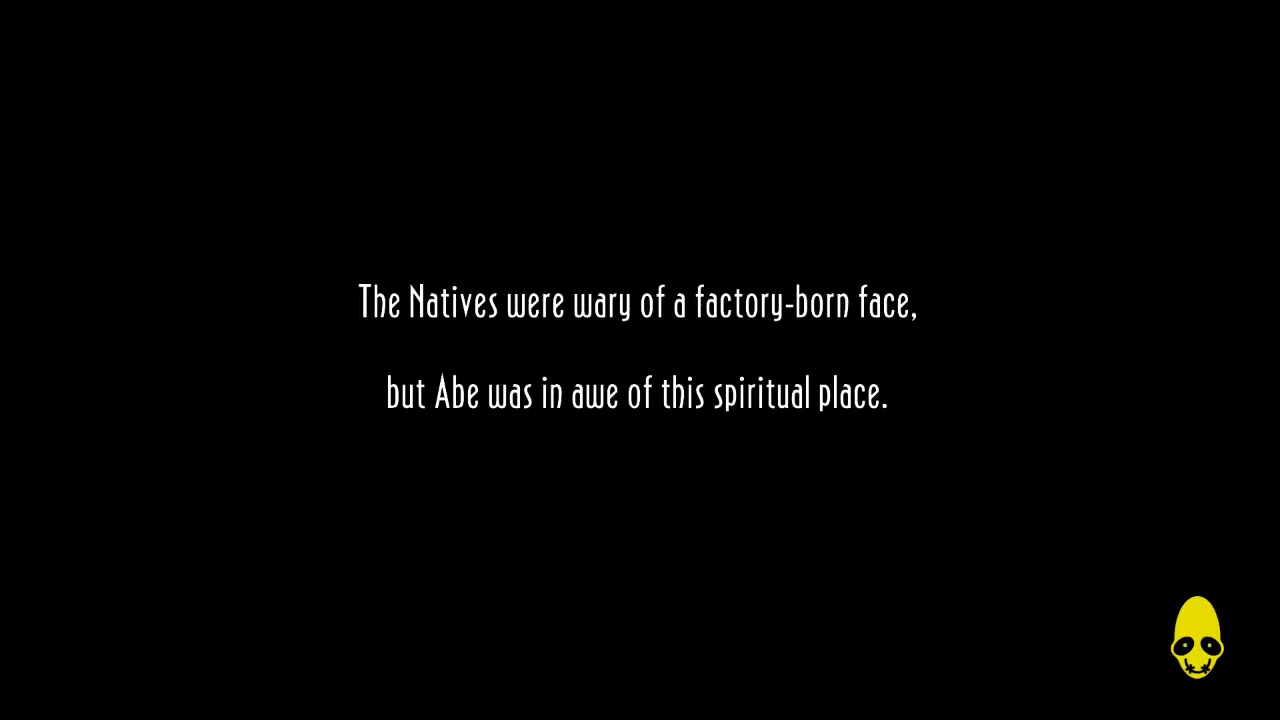 The Natives were wary of a factory-born face,
but Abe was in awe of this spiritual place.